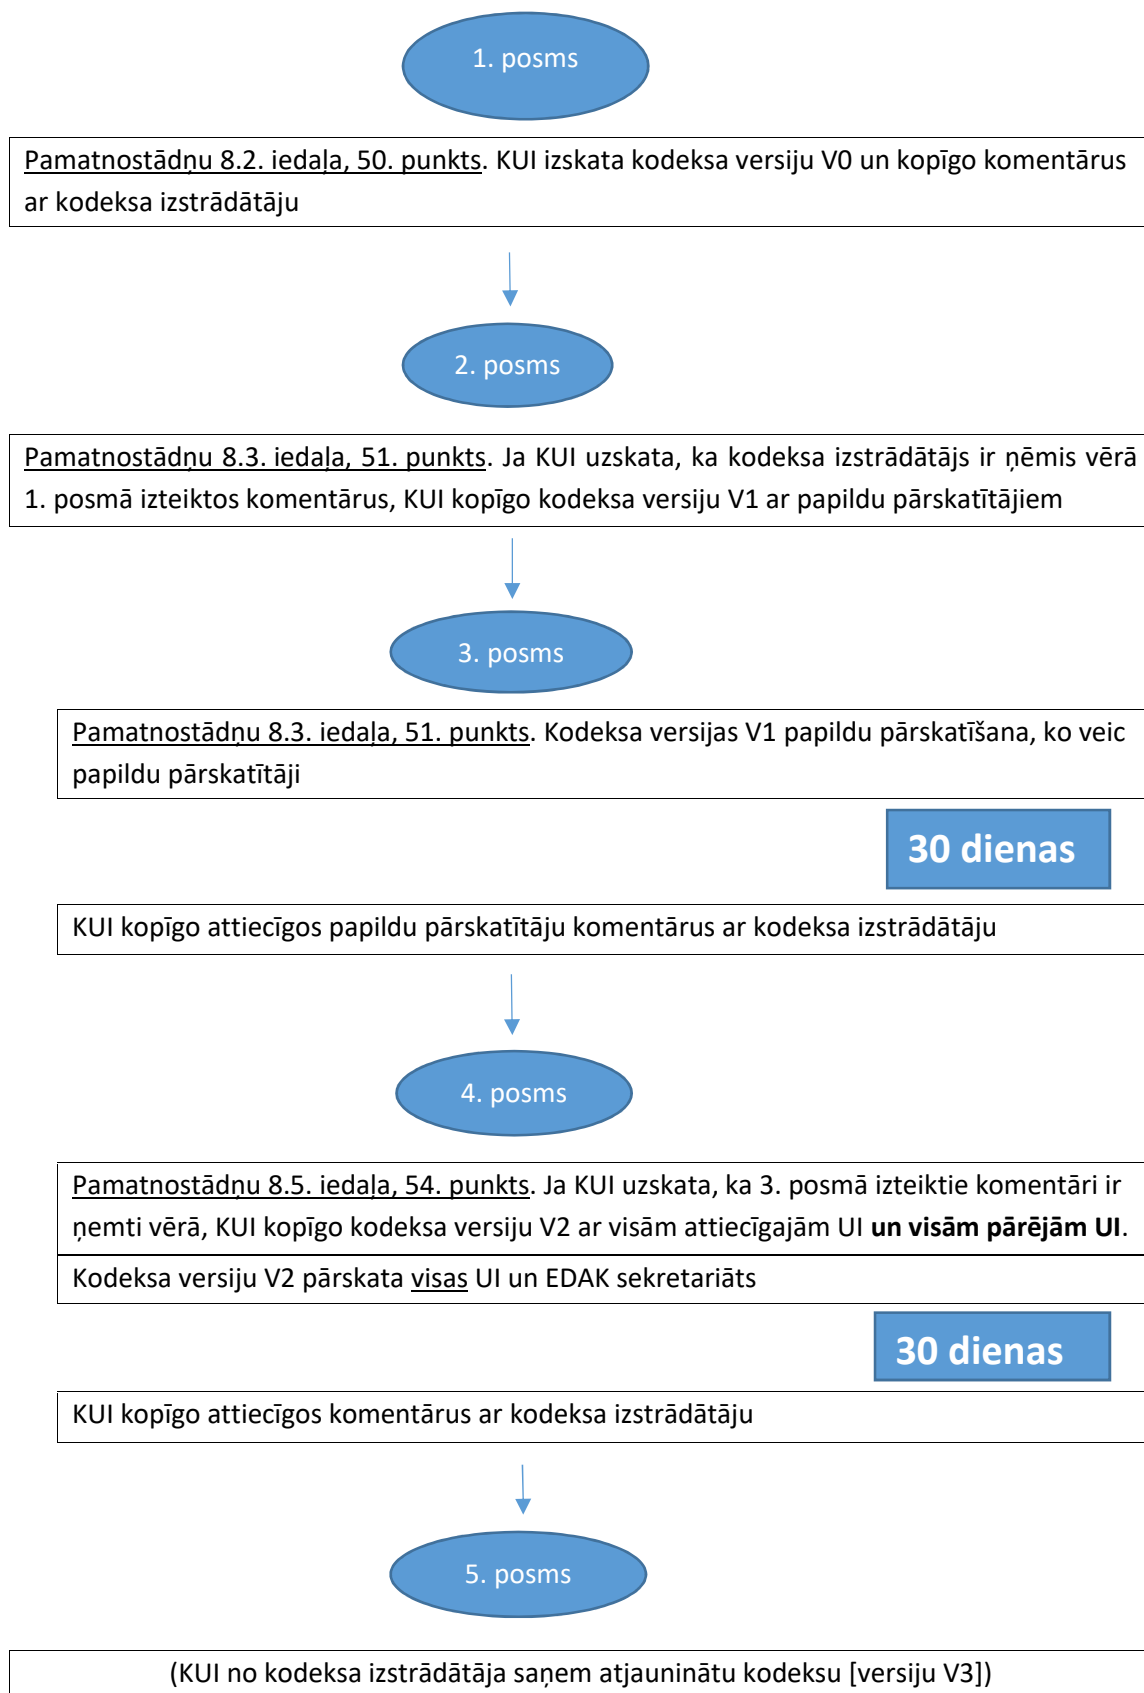 1. posms
Pamatnostādņu 8.2. iedaļa, 50. punkts. KUI izskata kodeksa versiju V0 un kopīgo komentārus
ar kodeksa izstrādātāju
2. posms
Pamatnostādņu 8.3. iedaļa, 51. punkts. Ja KUI uzskata, ka kodeksa izstrādātājs ir ņēmis vērā
1. posmā izteiktos komentārus, KUI kopīgo kodeksa versiju V1 ar papildu pārskatītājiem
3. posms
Pamatnostādņu 8.3. iedaļa, 51. punkts. Kodeksa versijas V1 papildu pārskatīšana, ko veic
papildu pārskatītāji
30 dienas
KUI kopīgo attiecīgos papildu pārskatītāju komentārus ar kodeksa izstrādātāju
4. posms
Pamatnostādņu 8.5. iedaļa, 54. punkts. Ja KUI uzskata, ka 3. posmā izteiktie komentāri ir
ņemti vērā, KUI kopīgo kodeksa versiju V2 ar visām attiecīgajām UI un visām pārējām UI.
Kodeksa versiju V2 pārskata visas UI un EDAK sekretariāts
30 dienas
KUI kopīgo attiecīgos komentārus ar kodeksa izstrādātāju
5. posms
(KUI no kodeksa izstrādātāja saņem atjauninātu kodeksu [versiju V3])